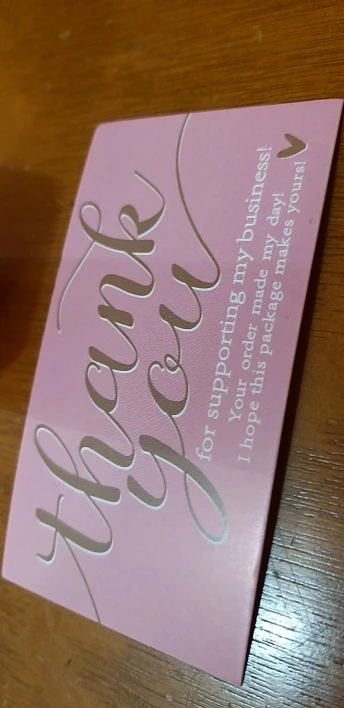 thank
you
for supporting my business!
Your order made my day!
I hope this package makes yours!